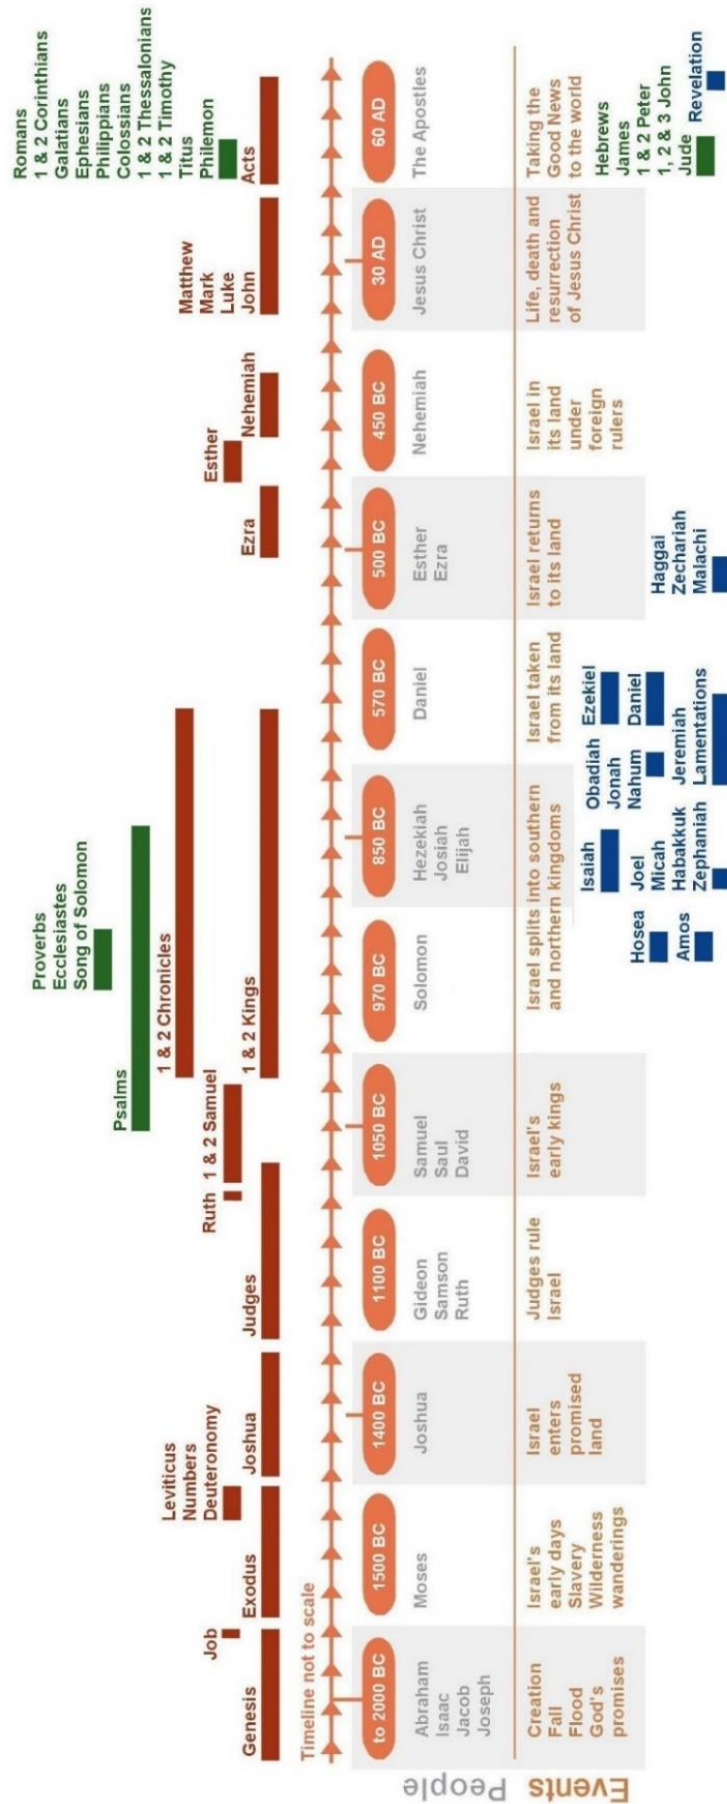 Proverbs
Ecclesiastes
Song of Solomon
Psalms
1 & 2 Chronicles
Romans
1 & 2 Corinthians
Galatians
Ephesians
Philippians
Colossians
1 & 2 Thessalonians
1 & 2 Timothy
Titus
Philemon
Leviticus
Numbers
Deuteronomy
Job
Ruth
1 & 2 Samuel
Esther
Matthew
Mark
Luke
John
Genesis
Exodus
Joshua
Judges
1 & 2 Kings
Ezra
Nehemiah
Acts
Timeline not to scale
to 2000 BC
1500 BC
1400 BC
1100 BC
1050 BC
970 BC
850 BC
570 BC
500 BC
450 BC
30 AD
60 AD
People
Abraham
Isaac
Jacob
Joseph
Moses
Joshua
Gideon
Samson
Ruth
Samuel
Saul
David
Solomon
Hezekiah
Josiah
Elijah
Daniel
Esther
Ezra
Nehemiah
Jesus Christ
The Apostles
Events
Creation
Fall
Flood
God's
promises
Israel's
early days
Slavery
Wilderness
wanderings
Israel
enters
promised
land
Judges rule
Israel
Israel's
early kings
Israel splits into southern
and northern kingdoms
Israel taken
from its land
Israel returns
to its land
Israel in
its land
under
foreign
rulers
Life, death and
resurrection
of Jesus Christ
Taking the
Good News
to the world
Hosea
Amos
Isaiah
Joel
Micah
Habakkuk
Zephaniah
Obadiah
Jonah
Nahum
Jeremiah
Lamentations
Ezekiel
Daniel
Haggai
Zechariah
Malachi
Hebrews
James
1 & 2 Peter
1, 2 & 3 John
Jude
Revelation